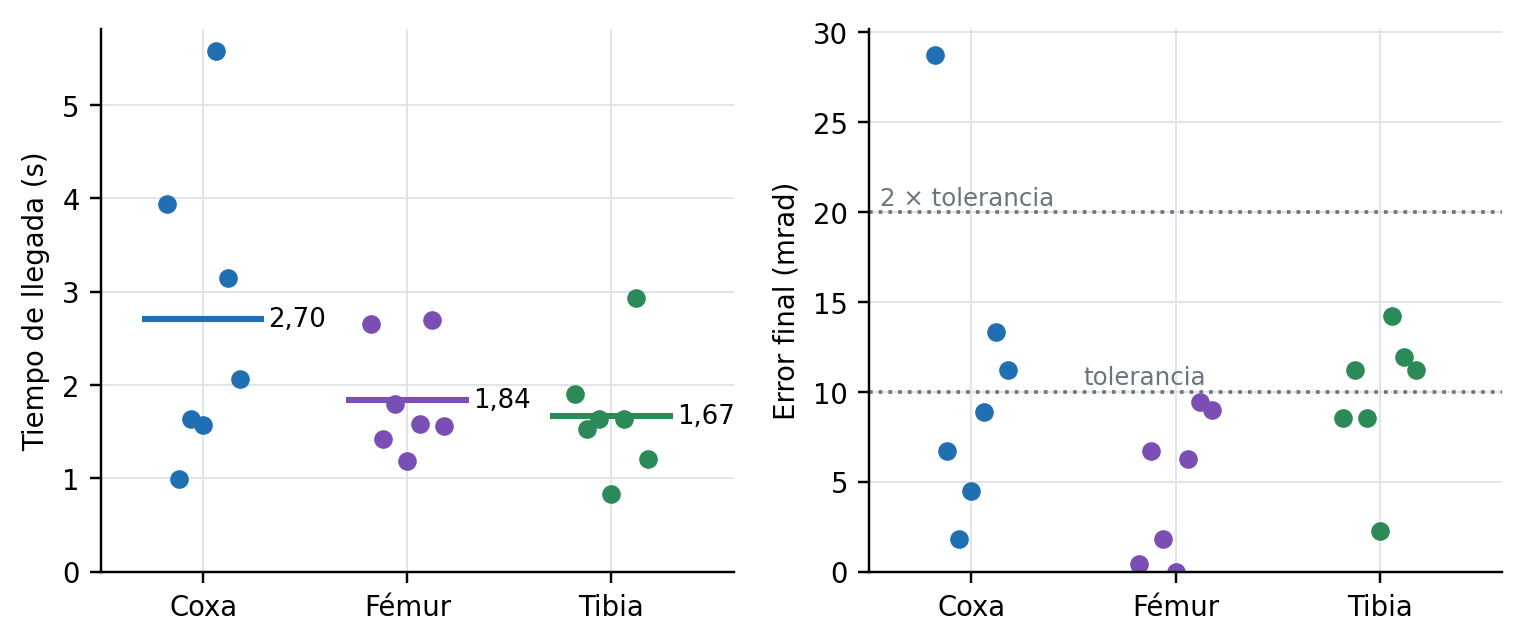 Tiempo de llegada (s)
5
4
3
2
1
0
2,70
1,84
1,67
Coxa
Fémur
Tibia
Error final (mrad)
30
25
20
15
10
5
0
2 × tolerancia
tolerancia
Coxa
Fémur
Tibia